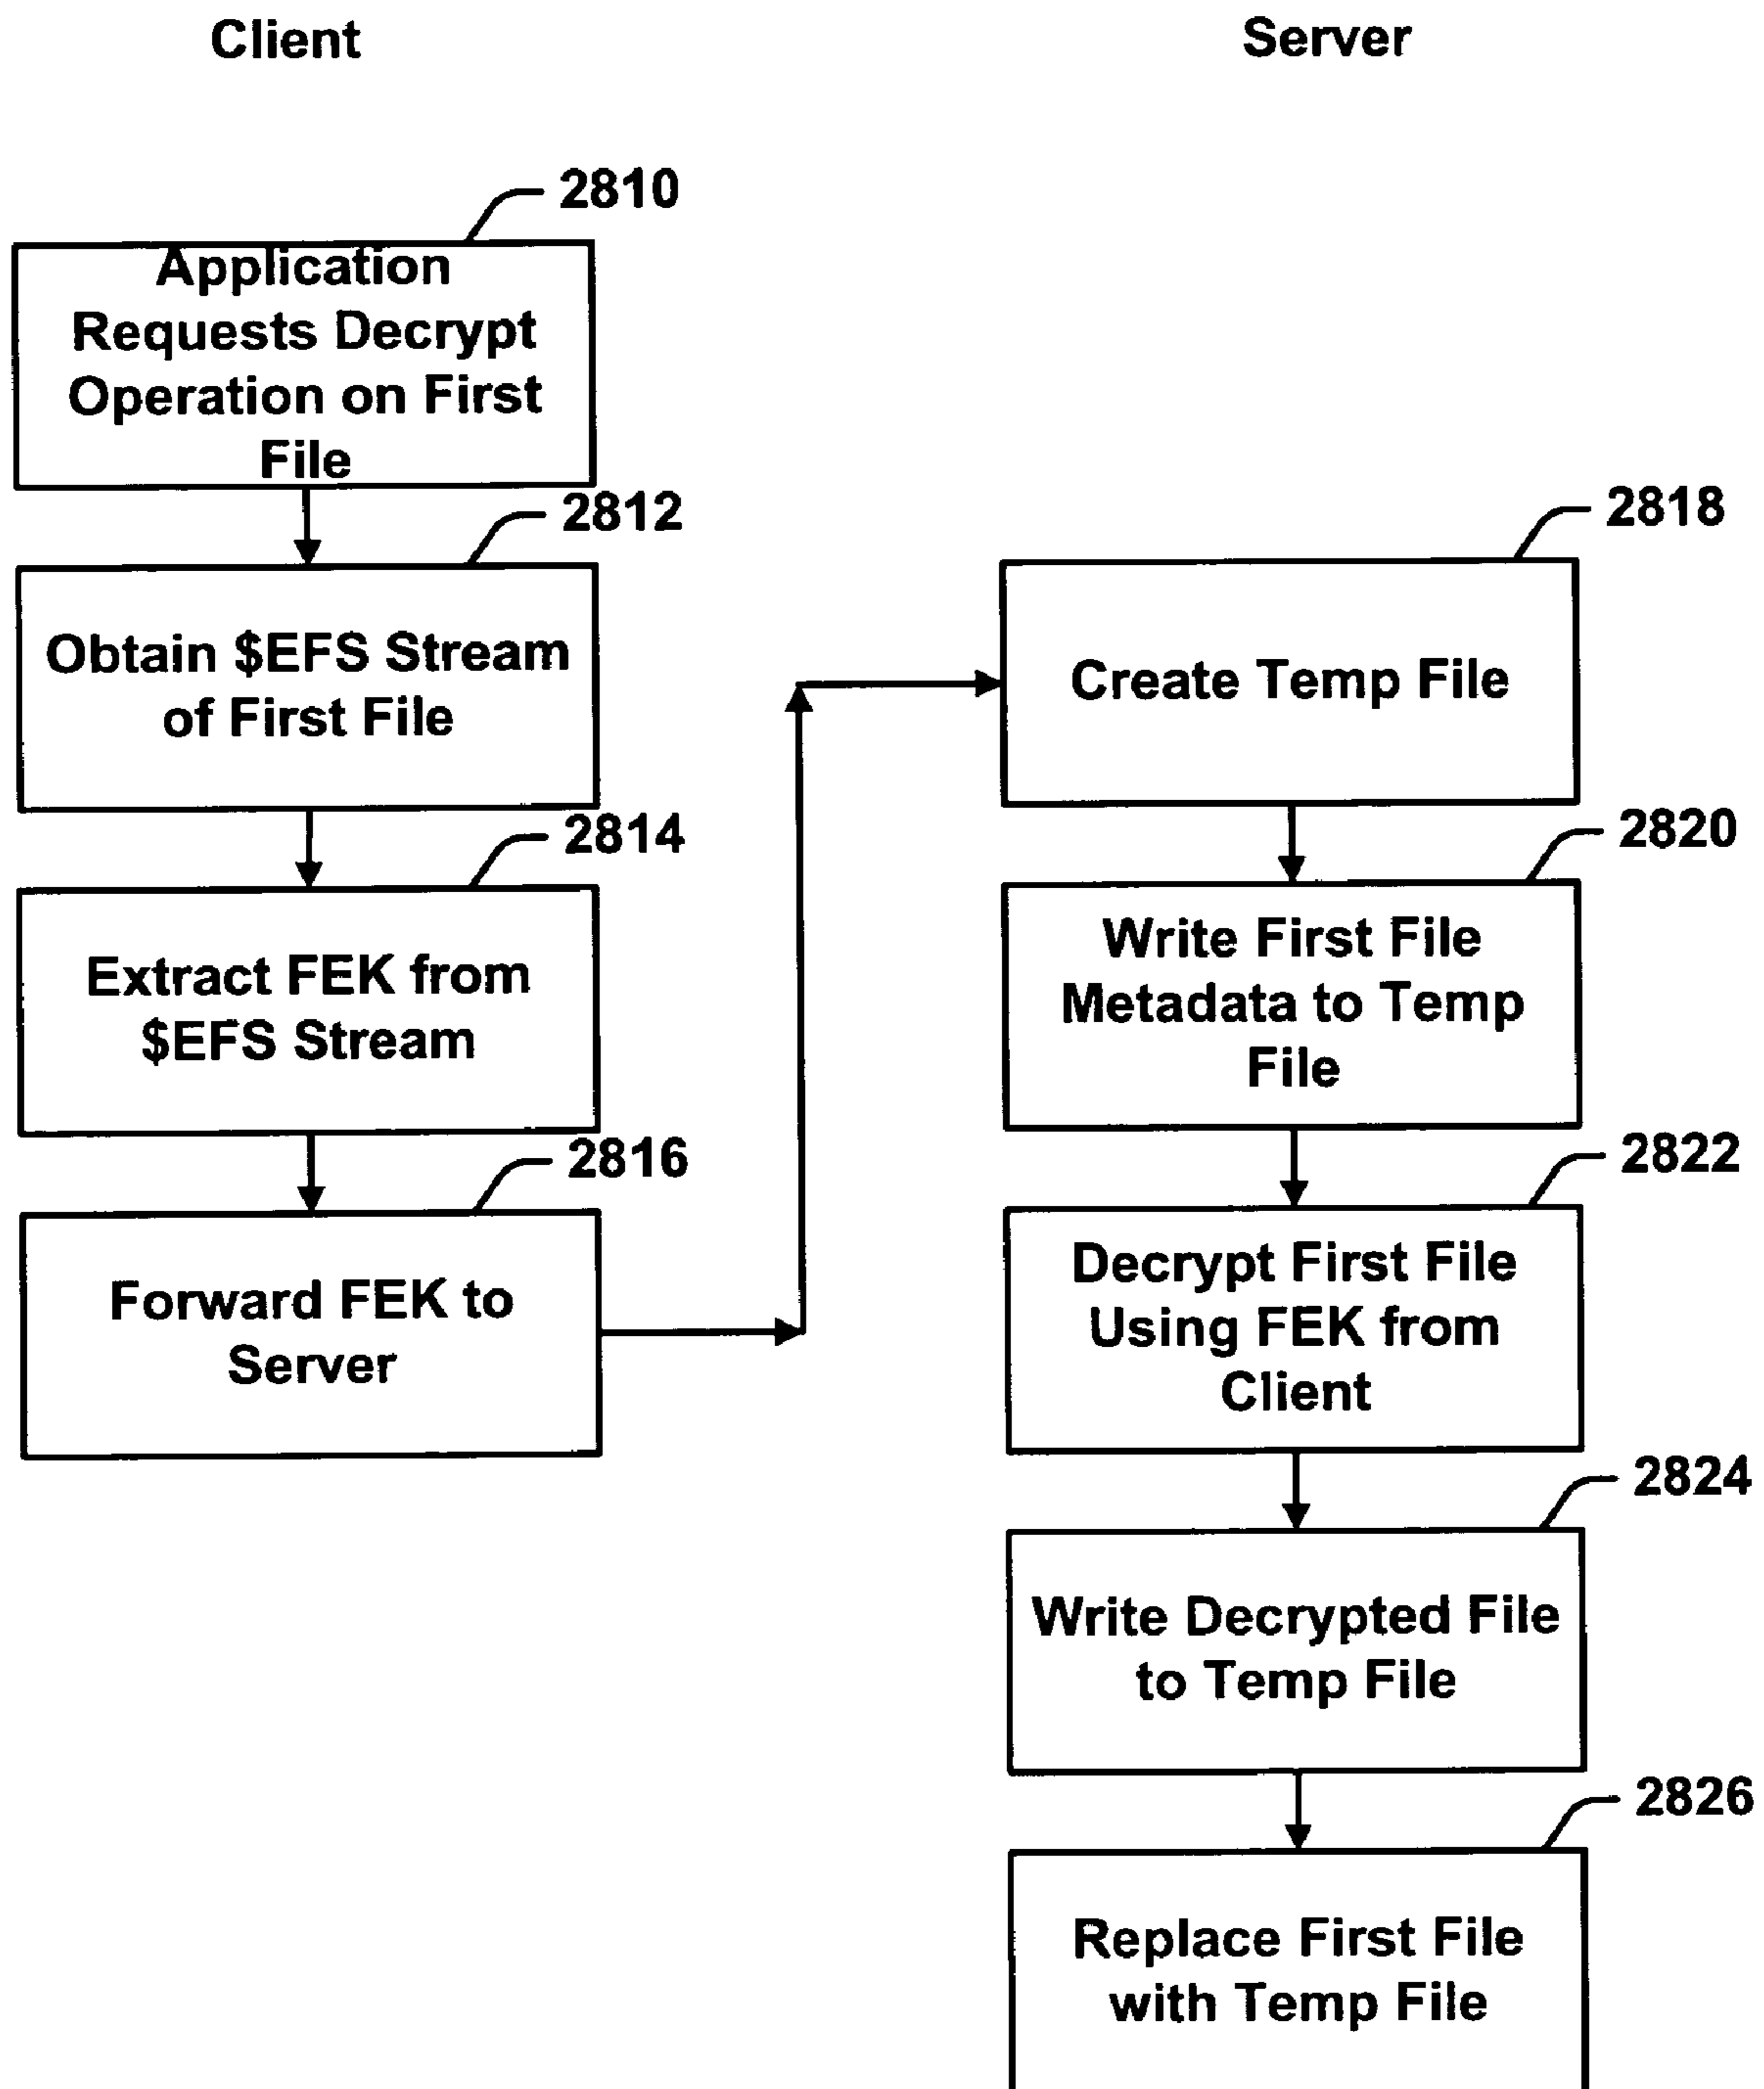 Client
Server
2810
Application
Requests Decrypt
Operation on First
File
2812
Obtain $EFS Stream
of First File
2814
Extract FEK from
$EFS Stream
2816
Forward FEK to
Server
2818
Create Temp File
2820
Write First File
Metadata to Temp
File
2822
Decrypt First File
Using FEK from
Client
2824
Write Decrypted File
to Temp File
2826
Replace First File
with Temp File